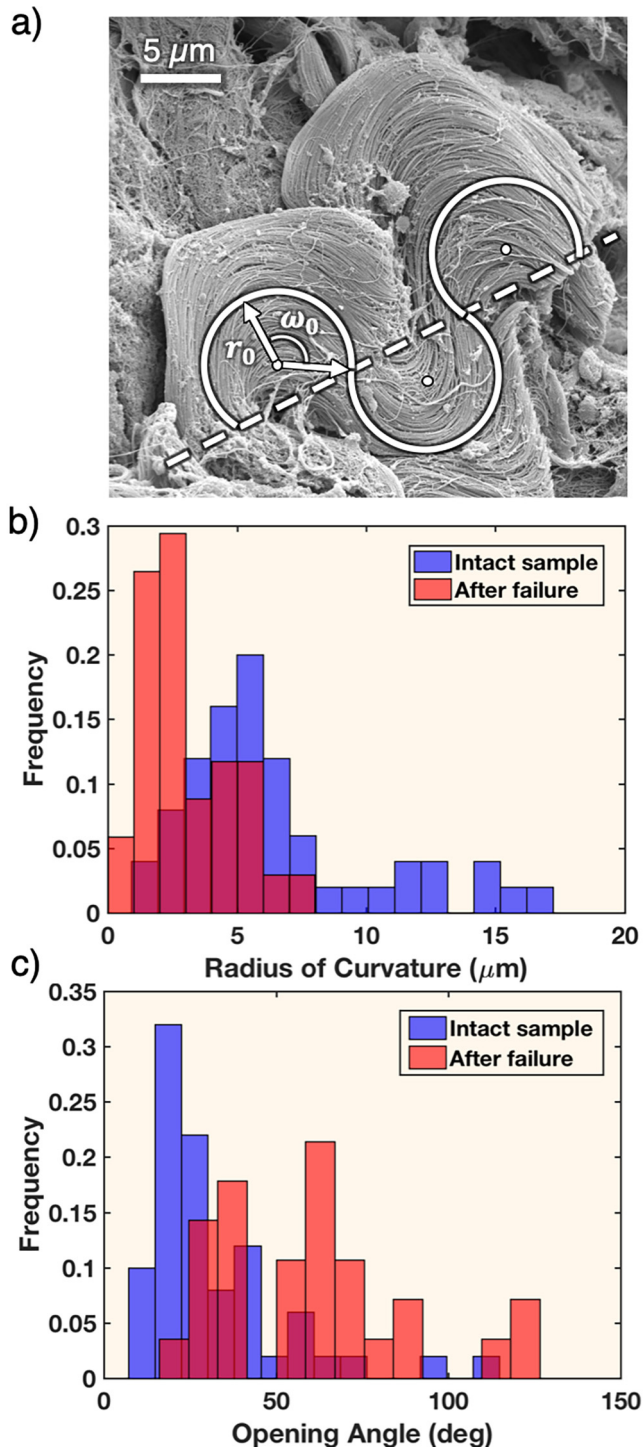 a)
5 μm
ω₀
r₀
b)
0.3
0.25
0.2
0.15
0.1
0.05
0
Frequency
Intact sample
After failure
0 5 10 15 20
Radius of Curvature (μm)
c)
0.35
0.3
0.25
0.2
0.15
0.1
0.05
0
Frequency
Intact sample
After failure
0 50 100 150
Opening Angle (deg)